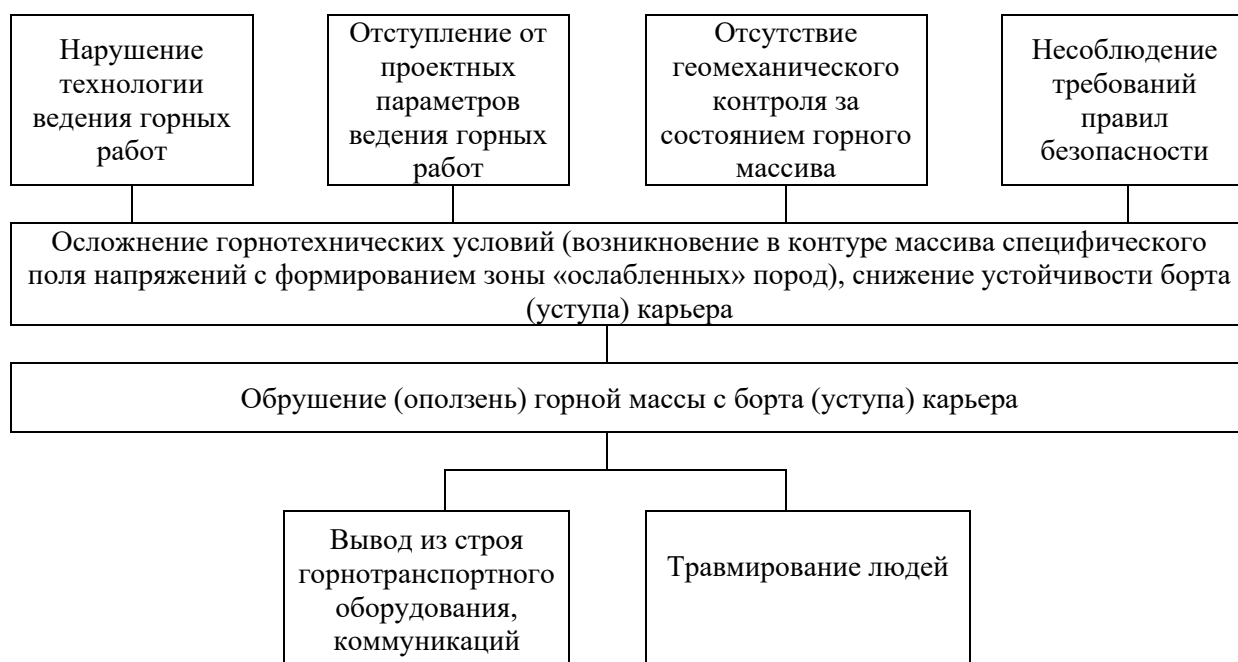 Нарушение
технологии
ведения горных
работ
Отступление от
проектных
параметров
ведения горных
работ
Отсутствие
геомеханического
контроля за
состоянием горного
массива
Несоблюдение
требований
правил
безопасности
Осложнение горнотехнических условий (возникновение в контуре массива специфического
поля напряжений с формированием зоны «ослабленных» пород), снижение устойчивости борта
(уступа) карьера
Обрушение (оползень) горной массы с борта (уступа) карьера
Вывод из строя
горнотранспортного
оборудования,
коммуникаций
Травмирование людей